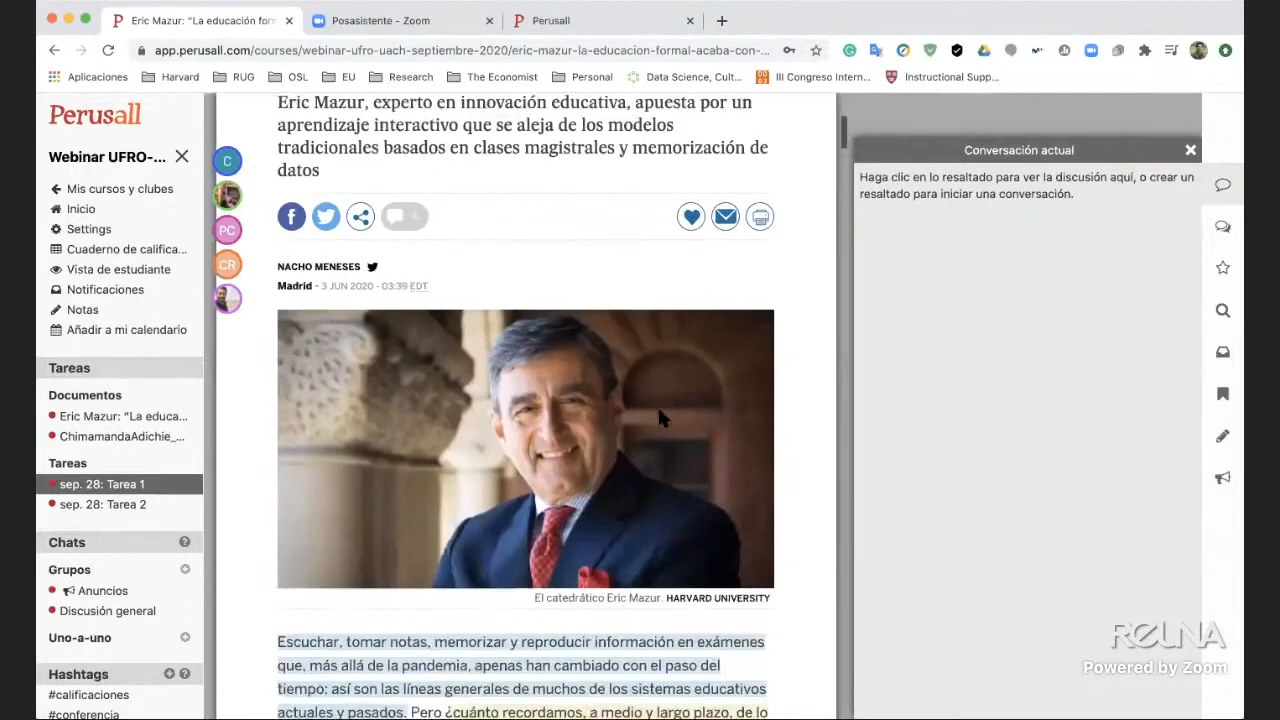 Eric Mazur: "La educación form
Posasistente - Zoom
Perusall
app.perusall.com/courses/webinar-ufro-uach-septiembre-2020/eric-mazur-la-educacion-formal-acaba-con-...
Aplicaciones
Harvard
RUG
OSL
EU
Research
The Economist
Personal
Data Science, Cult...
III Congreso Intern...
Instructional Supp...
Perusall
Webinar UFRO-...
Mis cursos y clubes
Inicio
Settings
Cuaderno de califica...
Vista de estudiante
Notificaciones
Notas
Añadir a mi calendario
Tareas
Documentos
Eric Mazur: "La educa...
ChimamandaAdichie_...
Tareas
sep. 28: Tarea 1
sep. 28: Tarea 2
Chats
Grupos
Anuncios
Discusión general
Uno-a-uno
Hashtags
#calificaciones
#conferencia
C
PC
CR
Eric Mazur, experto en innovación educativa, apuesta por un
aprendizaje interactivo que se aleja de los modelos
tradicionales basados en clases magistrales y memorización de
datos
NACHO MENESES
Madrid - 3 JUN 2020 - 03:39 EDT
El catedrático Eric Mazur. HARVARD UNIVERSITY
Escuchar, tomar notas, memorizar y reproducir información en exámenes
que, más allá de la pandemia, apenas han cambiado con el paso del
tiempo: así son las líneas generales de muchos de los sistemas educativos
actuales y pasados. Pero ¿cuánto recordamos, a medio y largo plazo, de lo
Conversación actual
Haga clic en lo resaltado para ver la discusión aquí, o crear un
resaltado para iniciar una conversación.
REUNA
Powered by Zoom